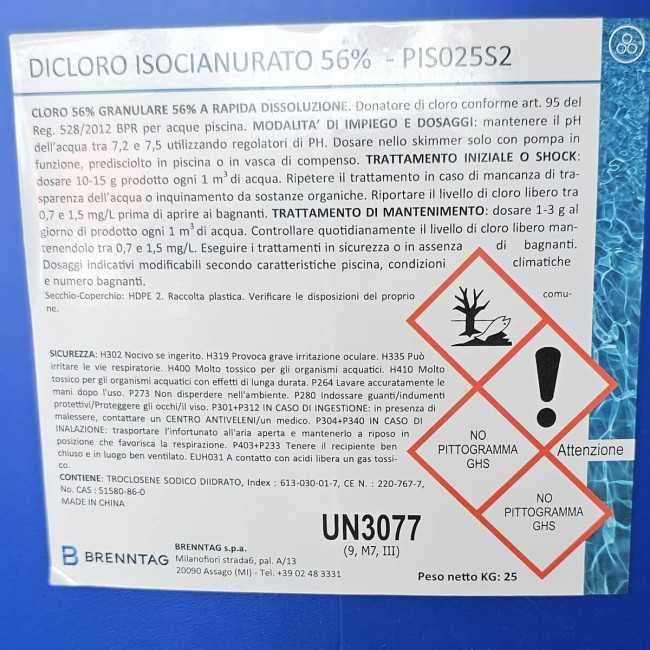 DICLORO ISOCIANURATO 56% - PIS025S2
CLORO 56% GRANULARE 56% A RAPIDA DISSOLUZIONE. Donatore di cloro conforme art. 95 del
Reg. 528/2012 BPR per acque piscina. MODALITA' DI IMPIEGO E DOSAGGI: mantenere il pH
dell'acqua tra 7,2 e 7,5 utilizzando regolatori di PH. Dosare nello skimmer solo con pompa in
funzione, predisciolto in piscina o in vasca di compenso. TRATTAMENTO INIZIALE O SHOCK:
dosare 10-15 g prodotto ogni 1 m³ di acqua. Ripetere il trattamento in caso di mancanza di tra-
sparenza dell'acqua o inquinamento da sostanze organiche. Riportare il livello di cloro libero tra
0,7 e 1,5 mg/L prima di aprire ai bagnanti. TRATTAMENTO DI MANTENIMENTO: dosare 1-3 g al
giorno di prodotto ogni 1 m³ di acqua. Controllare quotidianamente il livello di cloro libero man-
tenendolo tra 0,7 e 1,5 mg/L. Eseguire i trattamenti in sicurezza o in assenza di bagnanti.
Dosaggi indicativi modificabili secondo caratteristiche piscina, condizioni climatiche
e numero bagnanti.
Secchio-Coperchio: HDPE 2. Raccolta plastica. Verificare le disposizioni del proprio comu-
ne.
SICUREZZA: H302 Nocivo se ingerito. H319 Provoca grave irritazione oculare. H335 Può
irritare le vie respiratorie. H400 Molto tossico per gli organismi acquatici. H410 Molto
tossico per gli organismi acquatici con effetti di lunga durata. P264 Lavare accuratamente le
mani dopo l'uso. P273 Non disperdere nell'ambiente. P280 Indossare guanti/indumenti
protettivi/Proteggere gli occhi/il viso. P301+P312 IN CASO DI INGESTIONE: in presenza di
malessere, contattare un CENTRO ANTIVELENI/un medico. P304+P340 IN CASO DI
INALAZIONE: trasportare l'infortunato all'aria aperta e mantenerlo a riposo in
posizione che favorisca la respirazione. P403+P233 Tenere il recipiente ben
chiuso e in luogo ben ventilato. EUH031 A contatto con acidi libera un gas tossi-
co.
CONTIENE: TROCLOSENE SODICO DIIDRATO, Index : 613-030-01-7, CE N. : 220-767-7,
No. CAS : 51580-86-0
MADE IN CHINA
NO
PITTOGRAMMA
GHS
Attenzione
NO
PITTOGRAMMA
GHS
UN3077
(9, M7, III)
BRENNTAG
BRENNTAG s.p.a.
Milanofiori strada6, pal. A/13
20090 Assago (MI) - Tel. +39 02 48 3331
Peso netto KG: 25